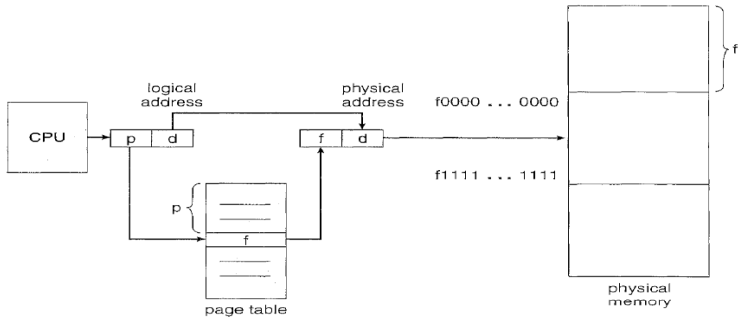 logical
address
physical
address
f0000 ... 0000
f
CPU
p d
f d
f1111 ... 1111
p
f
page table
physical
memory